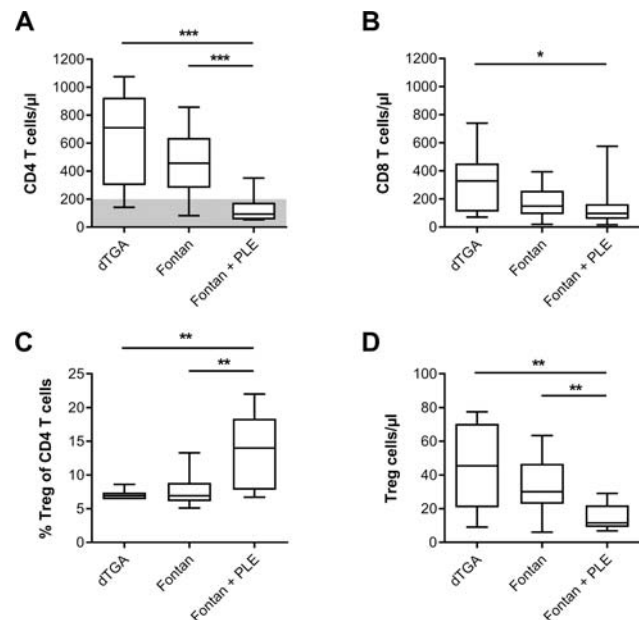 A
***
***
CD4 T cells/µl
1200
1000
800
600
400
200
0
dTGA
Fontan
Fontan + PLE
B
*
CD8 T cells/µl
1200
1000
800
600
400
200
0
dTGA
Fontan
Fontan + PLE
C
**
**
% Treg of CD4 T cells
25
20
15
10
5
0
dTGA
Fontan
Fontan + PLE
D
**
**
Treg cells/µl
100
80
60
40
20
0
dTGA
Fontan
Fontan + PLE